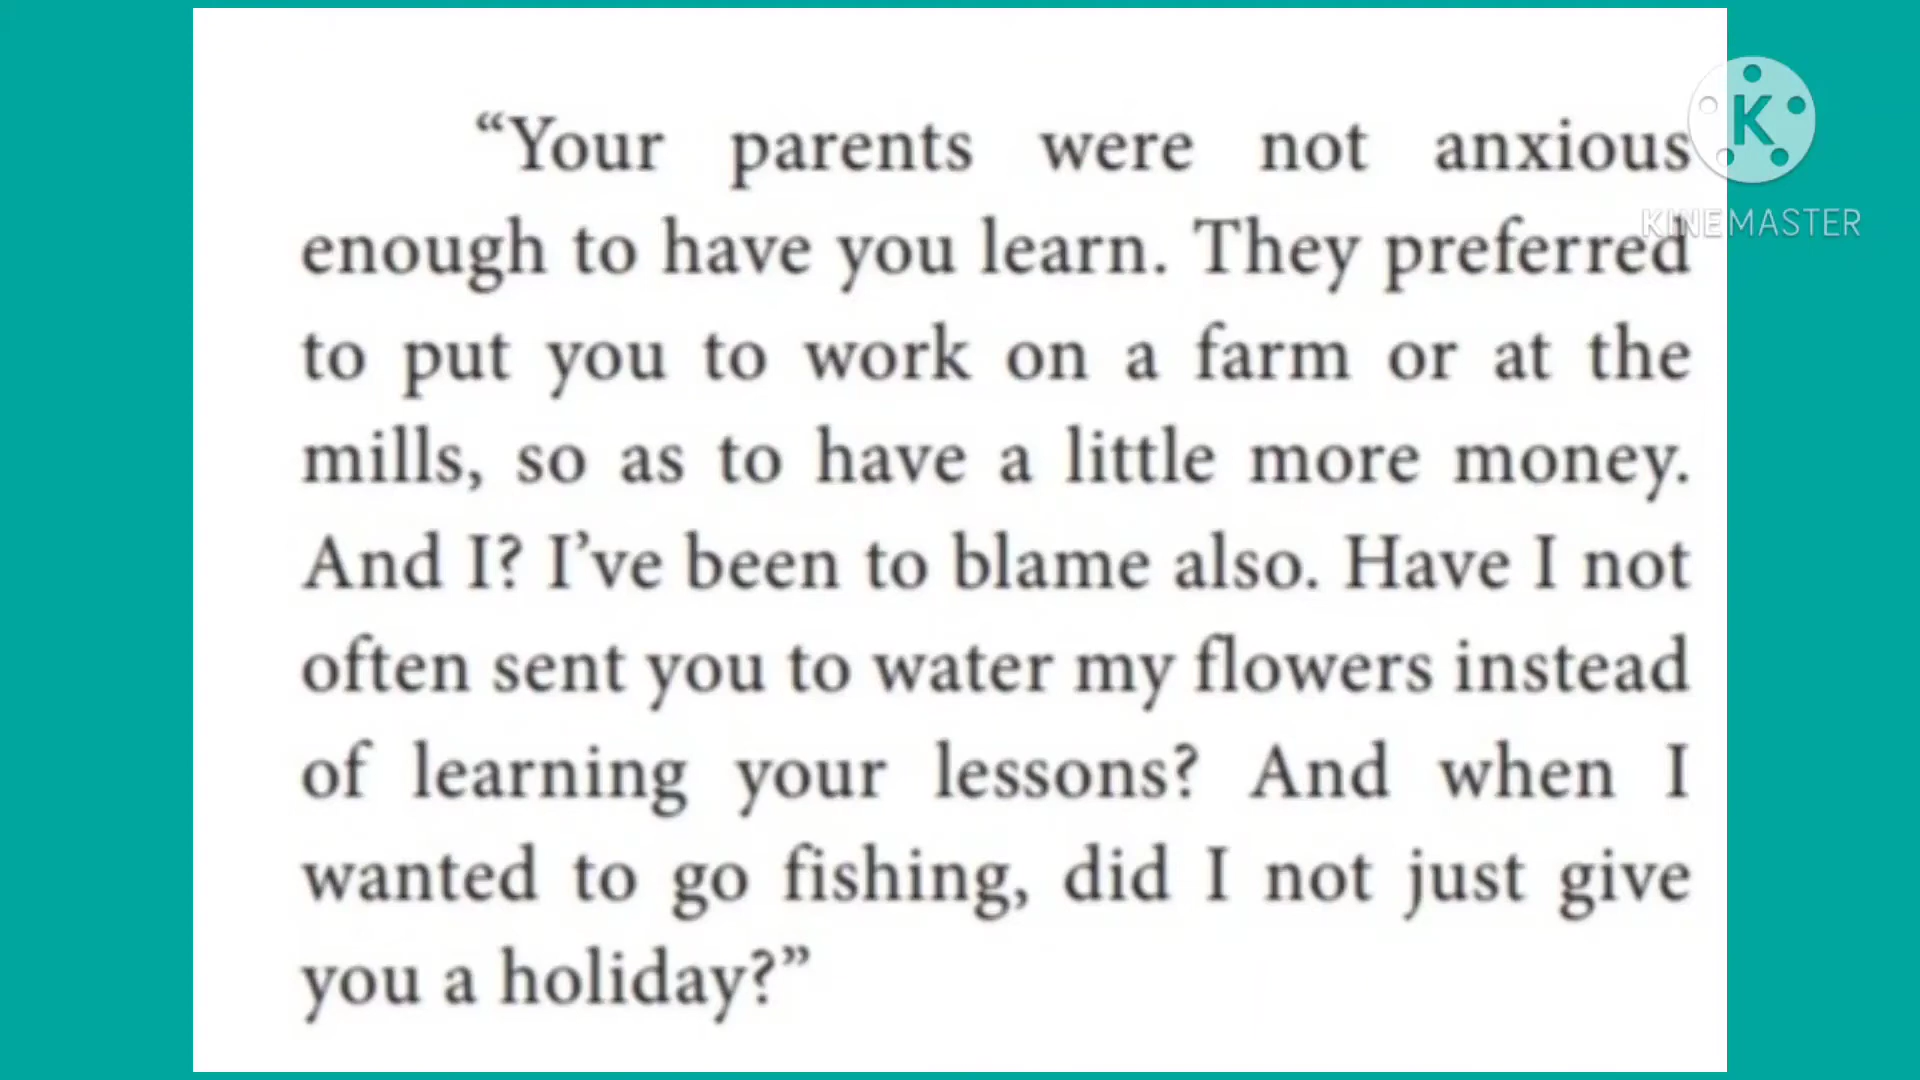 “Your parents were not anxious
enough to have you learn. They preferred
to put you to work on a farm or at the
mills, so as to have a little more money.
And I? I’ve been to blame also. Have I not
often sent you to water my flowers instead
of learning your lessons? And when I
wanted to go fishing, did I not just give
you a holiday?”
K
KINEMASTER